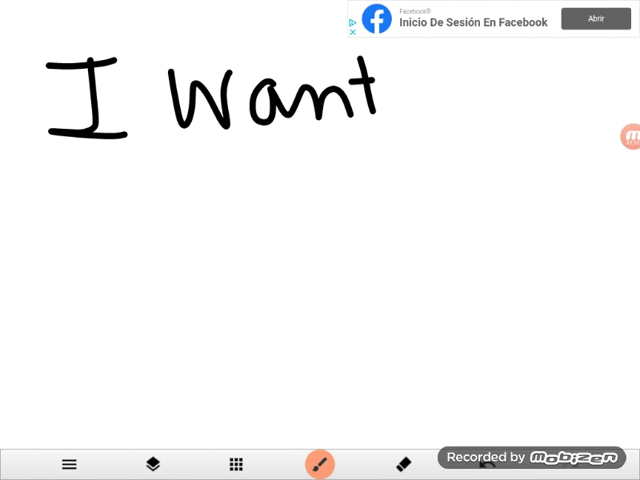 Facebook®
Inicio De Sesión En Facebook
Abrir
I want
Recorded by MOBIZEN